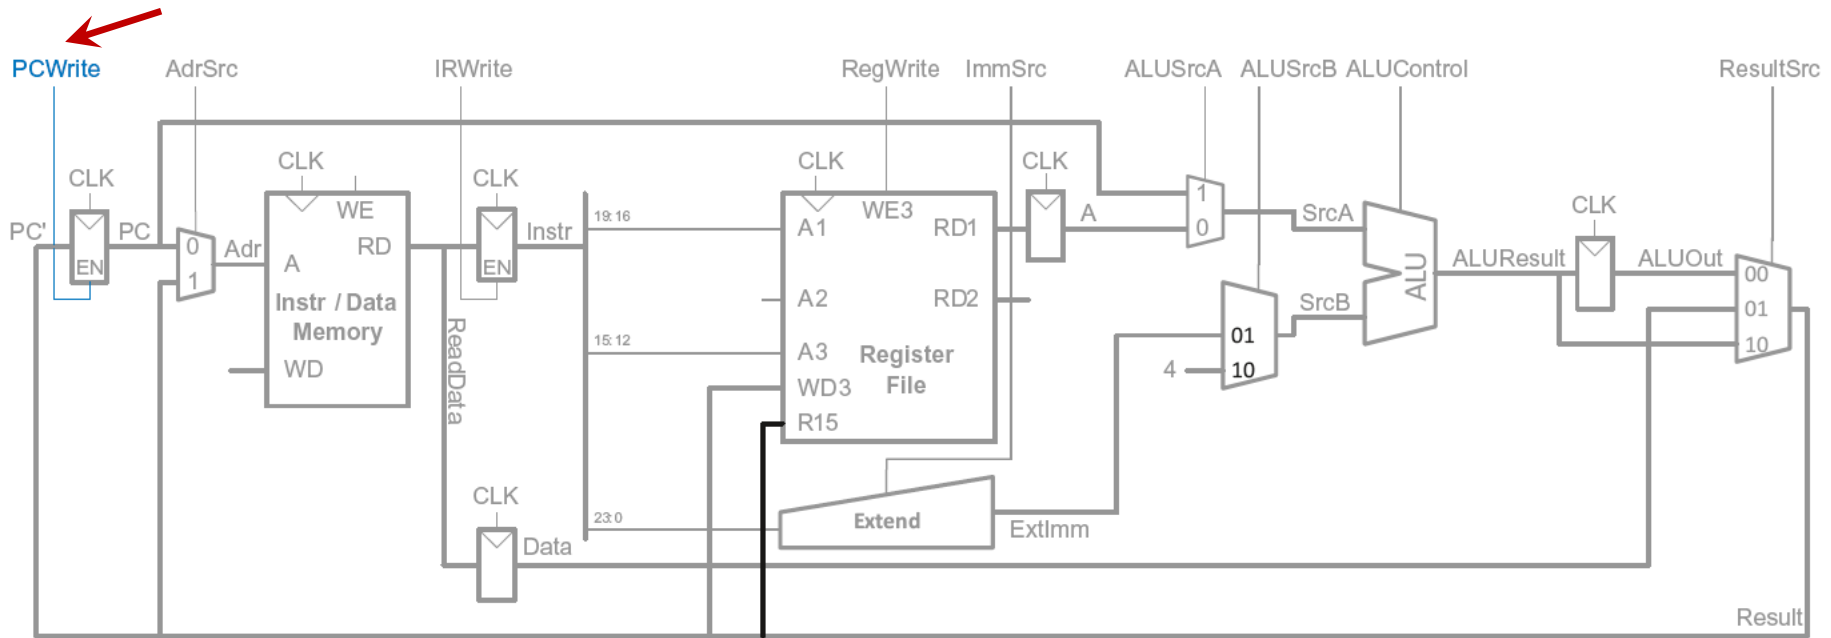 PCWrite
AdrSrc
IRWrite
RegWrite
ImmSrc
ALUSrcA
ALUSrcB
ALUControl
ResultSrc
CLK
CLK
CLK
CLK
CLK
CLK
PC'
EN
PC
0
1
Adr
WE
RD
A
Instr / Data
Memory
WD
EN
Instr
ReadData
19:16
15:12
23:0
A1
WE3
RD1
A2
RD2
A3
Register
File
WD3
R15
A
1
0
SrcA
SrcB
01
10
4
ALU
ALUResult
ALUOut
00
01
10
CLK
Data
Extend
ExtImm
Result